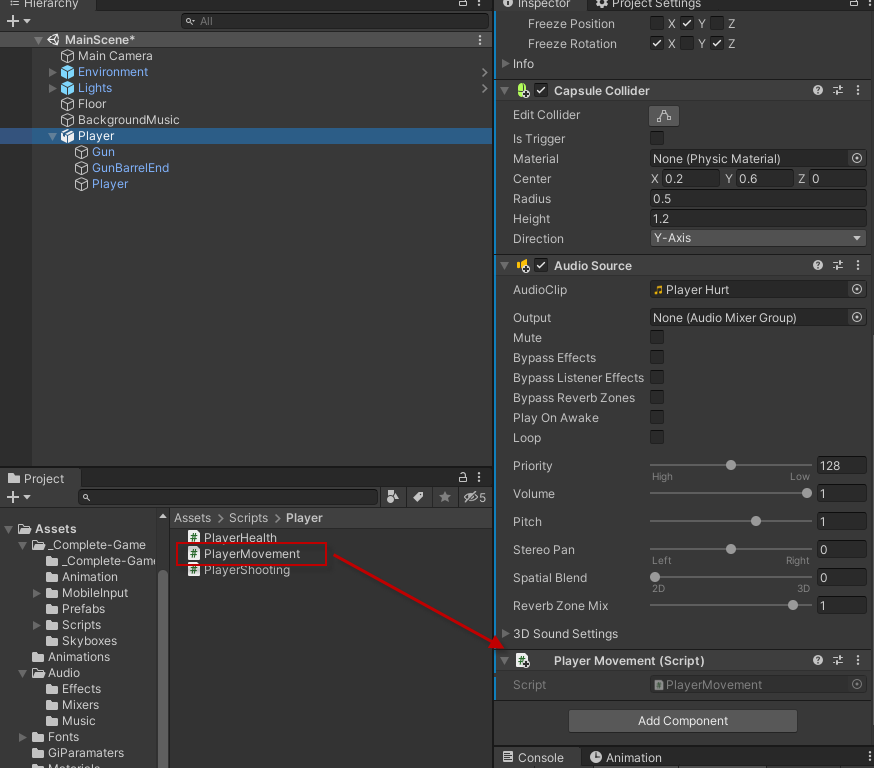 Hierarchy
All
MainScene*
Main Camera
Environment
Lights
Floor
BackgroundMusic
Player
Gun
GunBarrelEnd
Player
Project
5
Assets
_Complete-Game
_Complete-Game
Animation
MobileInput
Prefabs
Scripts
Skyboxes
Animations
Audio
Effects
Mixers
Music
Fonts
GiParamaters
Materials
Assets > Scripts > Player
PlayerHealth
PlayerMovement
PlayerShooting
Inspector Project Settings
Freeze Position X Y Z
Freeze Rotation X Y Z
Info
Capsule Collider
Edit Collider
Is Trigger
Material None (Physic Material)
Center X 0.2 Y 0.6 Z 0
Radius 0.5
Height 1.2
Direction Y-Axis
Audio Source
AudioClip Player Hurt
Output None (Audio Mixer Group)
Mute
Bypass Effects
Bypass Listener Effects
Bypass Reverb Zones
Play On Awake
Loop
Priority 128
High Low
Volume 1
Pitch 1
Stereo Pan 0
Left Right
Spatial Blend 0
2D 3D
Reverb Zone Mix 1
3D Sound Settings
Player Movement (Script)
Script PlayerMovement
Add Component
Console Animation